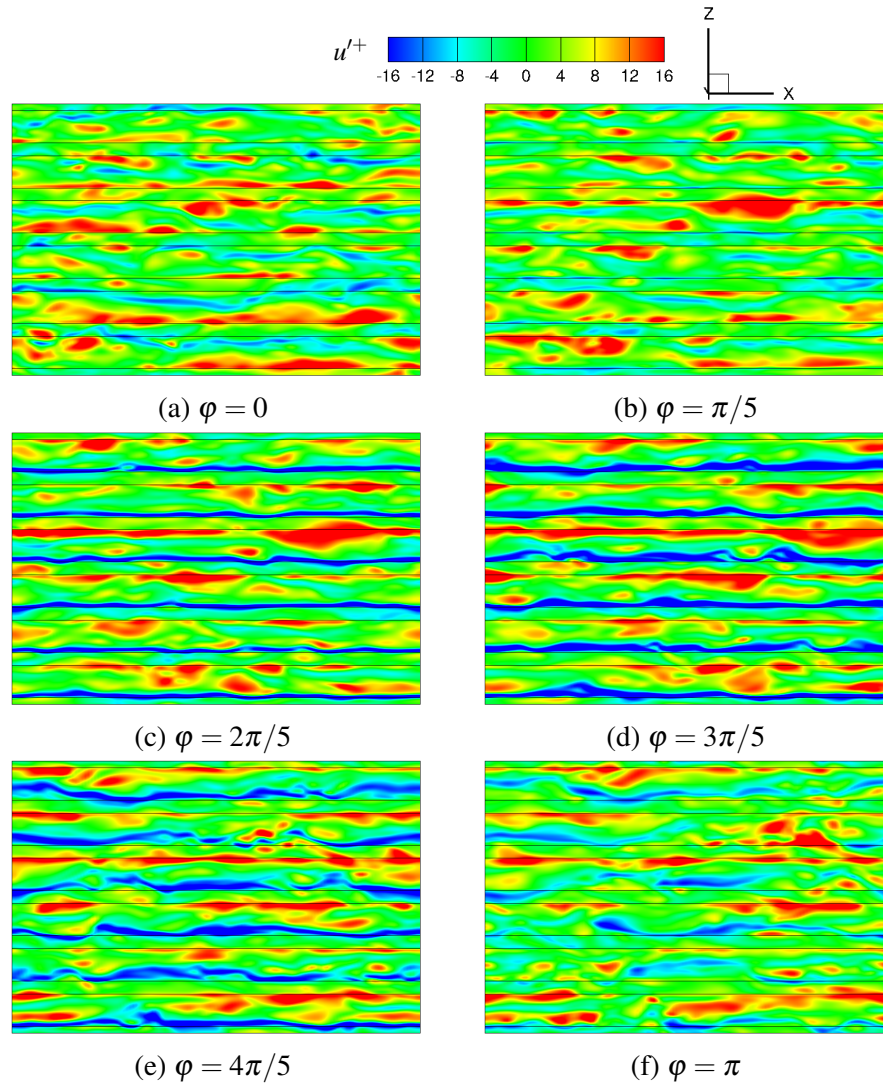 Z
u′+
-16 -12 -8 -4 0 4 8 12 16
Y X
(a) φ = 0
(b) φ = π/5
(c) φ = 2π/5
(d) φ = 3π/5
(e) φ = 4π/5
(f) φ = π